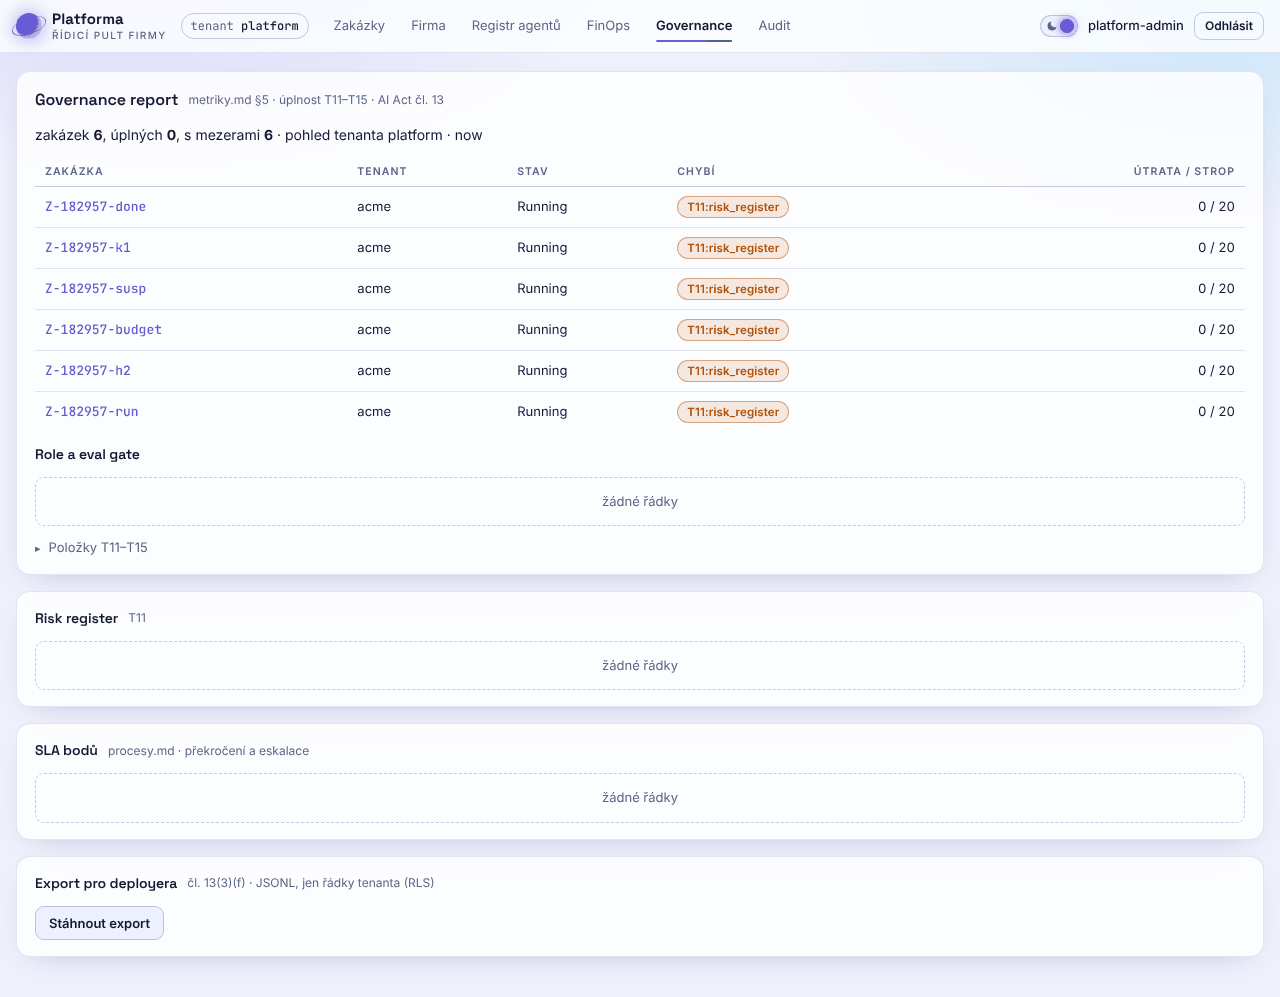 Platforma
ŘÍDICÍ PULT FIRMY
tenant platform
Zakázky
Firma
Registr agentů
FinOps
Governance
Audit
platform-admin
Odhlásit
Governance report metriky.md §5 · úplnost T11–T15 · AI Act čl. 13
zakázek 6, úplných 0, s mezerami 6 · pohled tenanta platform · now
ZAKÁZKA TENANT STAV CHYBÍ ÚTRATA / STROP
Z-182957-done acme Running T11:risk_register 0 / 20
Z-182957-k1 acme Running T11:risk_register 0 / 20
Z-182957-susp acme Running T11:risk_register 0 / 20
Z-182957-budget acme Running T11:risk_register 0 / 20
Z-182957-h2 acme Running T11:risk_register 0 / 20
Z-182957-run acme Running T11:risk_register 0 / 20
Role a eval gate
žádné řádky
▸ Položky T11–T15
Risk register T11
žádné řádky
SLA bodů procesy.md · překročení a eskalace
žádné řádky
Export pro deployera čl. 13(3)(f) · JSONL, jen řádky tenanta (RLS)
Stáhnout export